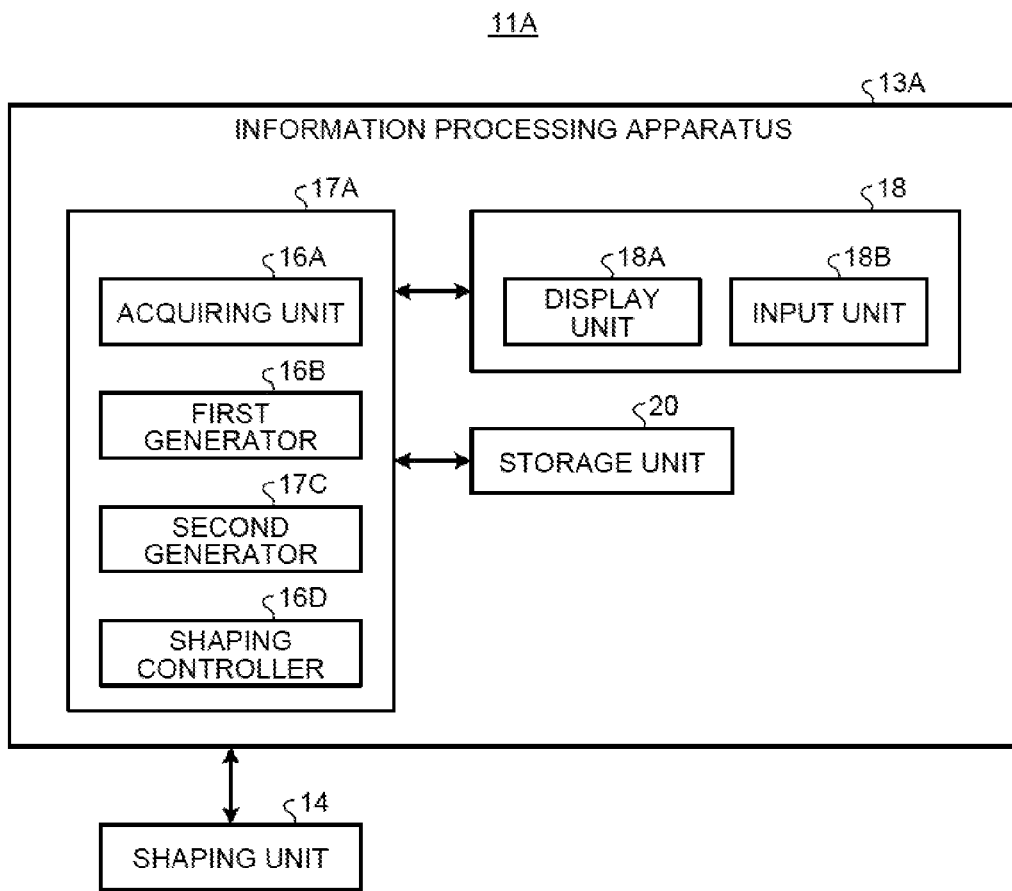 11A
13A
INFORMATION PROCESSING APPARATUS
17A
18
16A
ACQUIRING UNIT
18A
DISPLAY
UNIT
18B
INPUT UNIT
16B
FIRST
GENERATOR
20
STORAGE UNIT
17C
SECOND
GENERATOR
16D
SHAPING
CONTROLLER
14
SHAPING UNIT